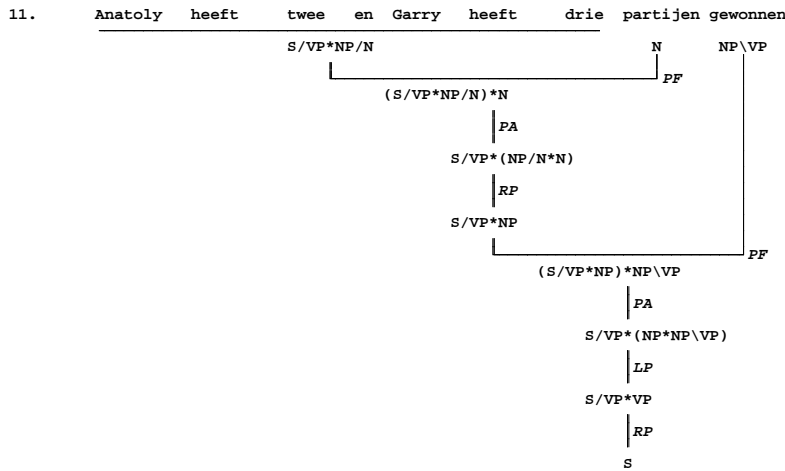 11. Anatoly heeft twee en Garry heeft drie partijen gewonnen
S/VP*NP/N N NP\VP
PF
(S/VP*NP/N)*N
PA
S/VP*(NP/N*N)
RP
S/VP*NP
PF
(S/VP*NP)*NP\VP
PA
S/VP*(NP*NP\VP)
LP
S/VP*VP
RP
S